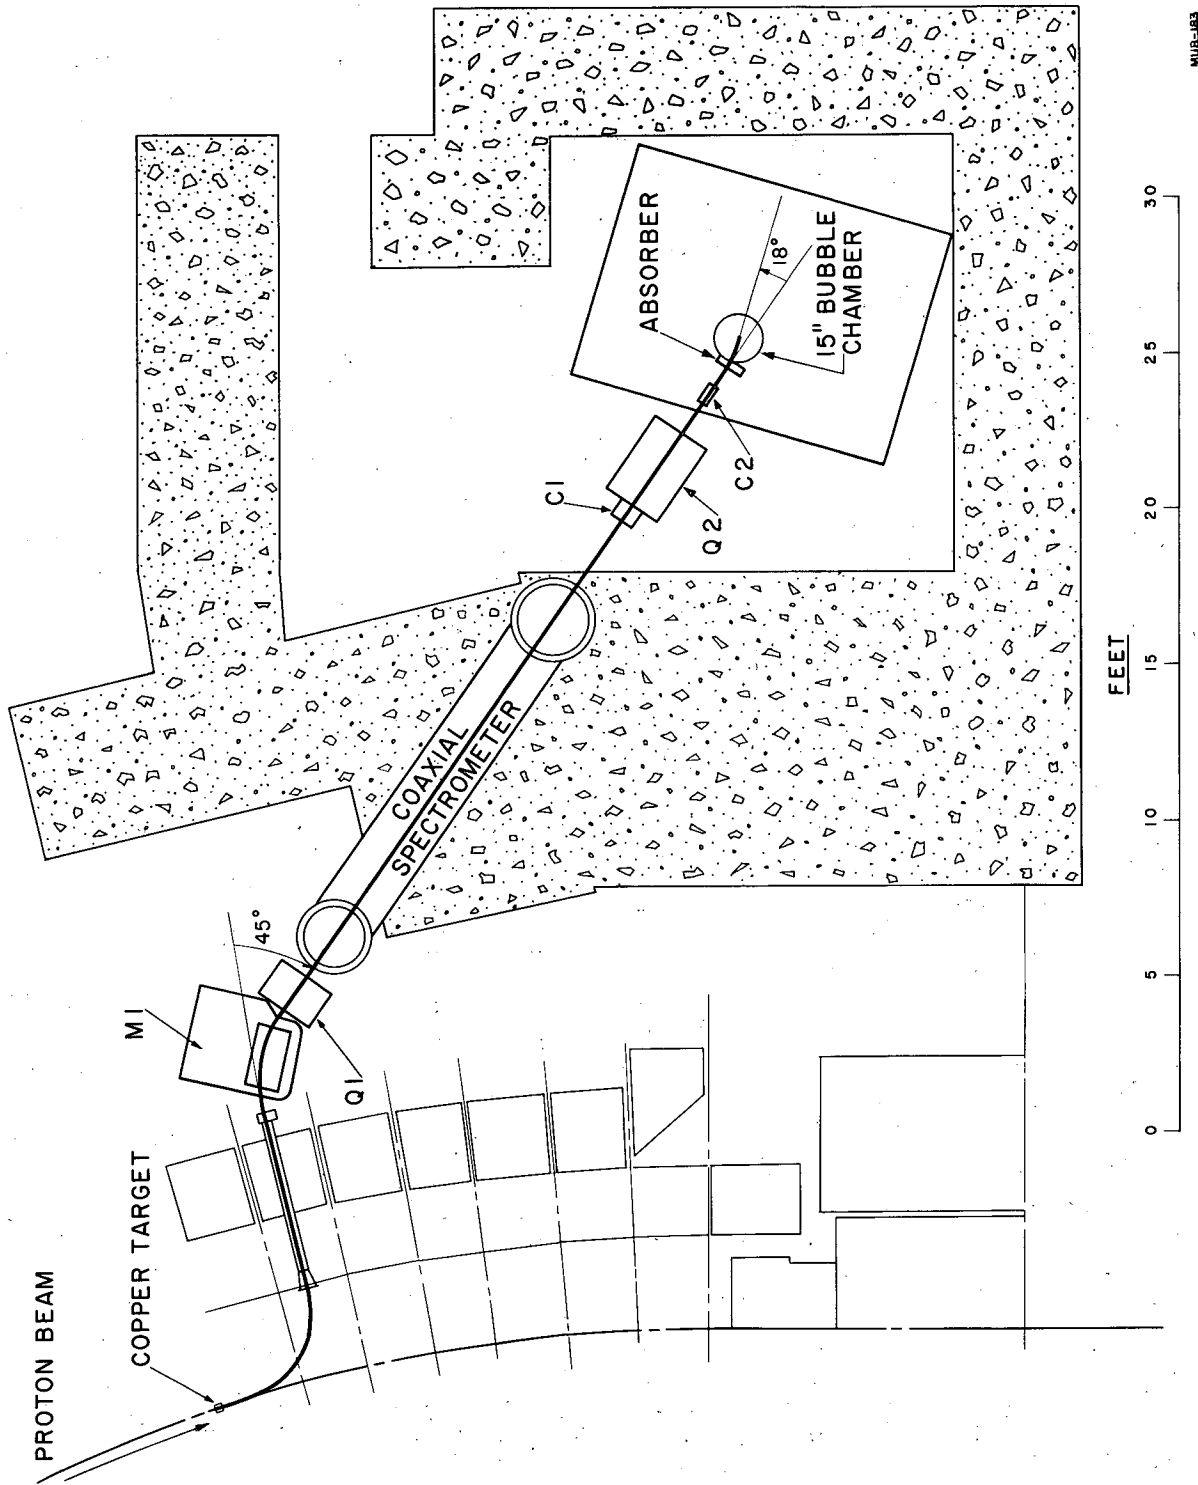 PROTON BEAM
COPPER TARGET
M1
Q1
45°
COAXIAL
SPECTROMETER
C1
Q2
C2
ABSORBER
18°
15" BUBBLE
CHAMBER
0
5
10
15
20
25
30
FEET
MUB-183